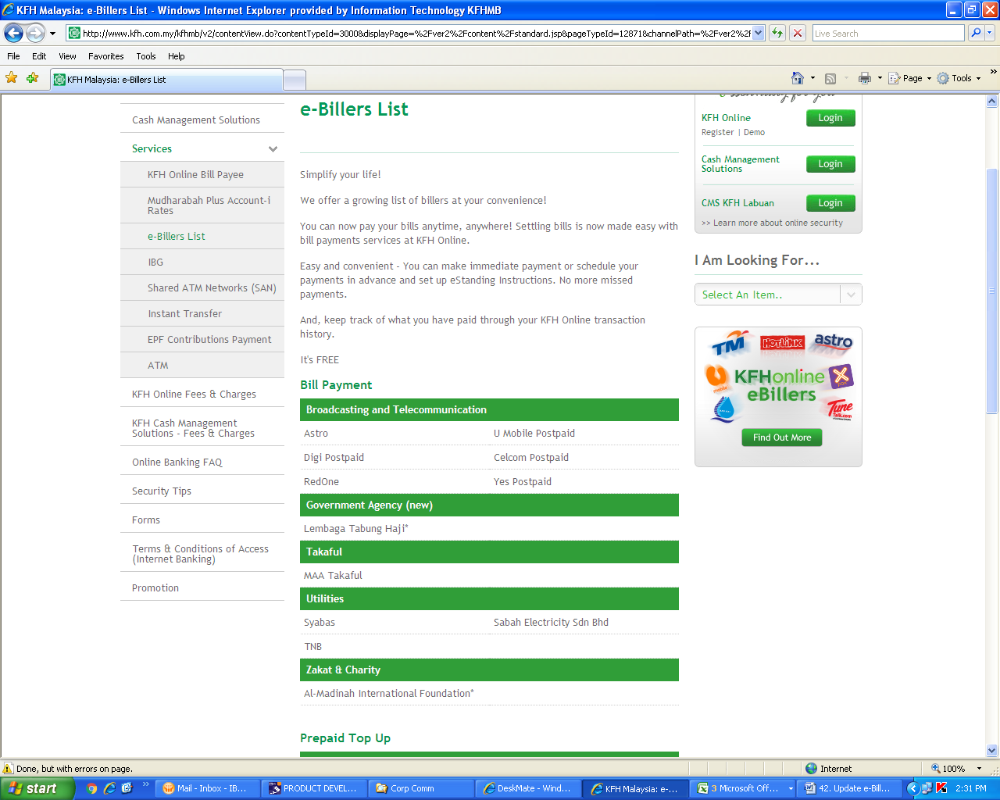 KFH Malaysia: e-Billers List - Windows Internet Explorer provided by Information Technology KFHMB
http://www.kfh.com.my/kfhmb/v2/contentView.do?contentTypeId=3000&displayPage=%2Fver2%2Fcontent%2Fstandard.jsp&pageTypeId=12871&channelPath=%2Fver2%2F
Live Search
File Edit View Favorites Tools Help
KFH Malaysia: e-Billers List
Page Tools
Cash Management Solutions
Services
KFH Online Bill Payee
Mudharabah Plus Account-i
Rates
e-Billers List
IBG
Shared ATM Networks (SAN)
Instant Transfer
EPF Contributions Payment
ATM
KFH Online Fees & Charges
KFH Cash Management
Solutions - Fees & Charges
Online Banking FAQ
Security Tips
Forms
Terms & Conditions of Access
(Internet Banking)
Promotion
e-Billers List
Simplify your life!
We offer a growing list of billers at your convenience!
You can now pay your bills anytime, anywhere! Settling bills is now made easy with
bill payments services at KFH Online.
Easy and convenient - You can make immediate payment or schedule your
payments in advance and set up eStanding Instructions. No more missed
payments.
And, keep track of what you have paid through your KFH Online transaction
history.
It's FREE
Bill Payment
Broadcasting and Telecommunication
Astro U Mobile Postpaid
Digi Postpaid Celcom Postpaid
RedOne Yes Postpaid
Government Agency (new)
Lembaga Tabung Haji*
Takaful
MAA Takaful
Utilities
Syabas Sabah Electricity Sdn Bhd
TNB
Zakat & Charity
Al-Madinah International Foundation*
Prepaid Top Up
KFH Online Login
Register | Demo
Cash Management
Solutions
Login
CMS KFH Labuan Login
>> Learn more about online security
I Am Looking For...
Select An Item..
TM HOTLINK astro
U mobile
KFHonline
eBillers
Tune
Talk.com
Find Out More
Done, but with errors on page.
Internet
100%
start
Mail - Inbox - IB...
PRODUCT DEVEL...
Corp Comm
DeskMate - Wind...
KFH Malaysia: e-...
3 Microsoft Off...
42. Update e-Bill...
2:31 PM